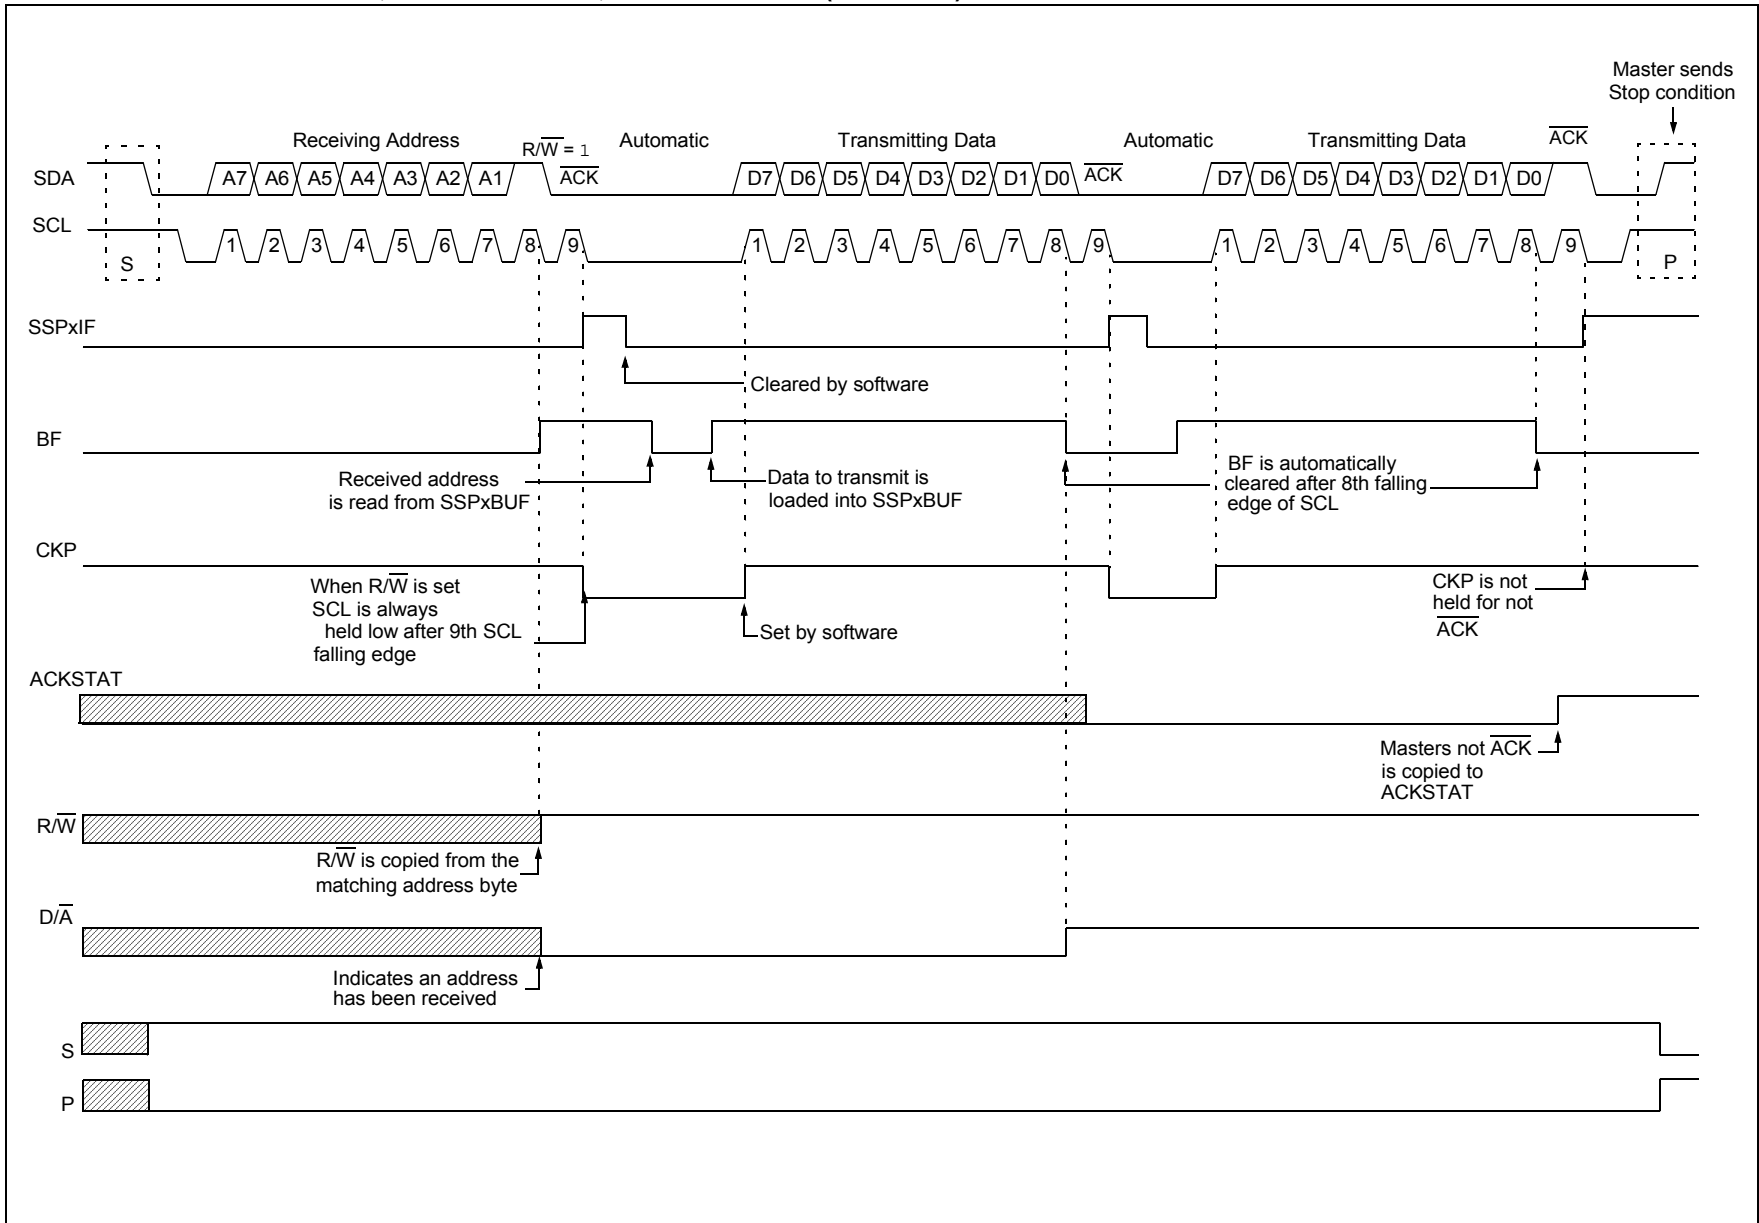 Master sends
Stop condition
Receiving Address
R/W̅ = 1
Automatic
Transmitting Data
Automatic
Transmitting Data
A̅C̅K̅
SDA
A7 A6 A5 A4 A3 A2 A1
A̅C̅K̅
D7 D6 D5 D4 D3 D2 D1 D0
A̅C̅K̅
D7 D6 D5 D4 D3 D2 D1 D0
SCL
S
1 2 3 4 5 6 7 8 9
1 2 3 4 5 6 7 8 9
1 2 3 4 5 6 7 8 9
P
SSPxIF
Cleared by software
BF
Received address
is read from SSPxBUF
Data to transmit is
loaded into SSPxBUF
BF is automatically
cleared after 8th falling
edge of SCL
CKP
When R/W̅ is set
SCL is always
held low after 9th SCL
falling edge
Set by software
CKP is not
held for not
A̅C̅K̅
ACKSTAT
Masters not A̅C̅K̅
is copied to
ACKSTAT
R/W̅
R/W̅ is copied from the
matching address byte
D/A̅
Indicates an address
has been received
S
P